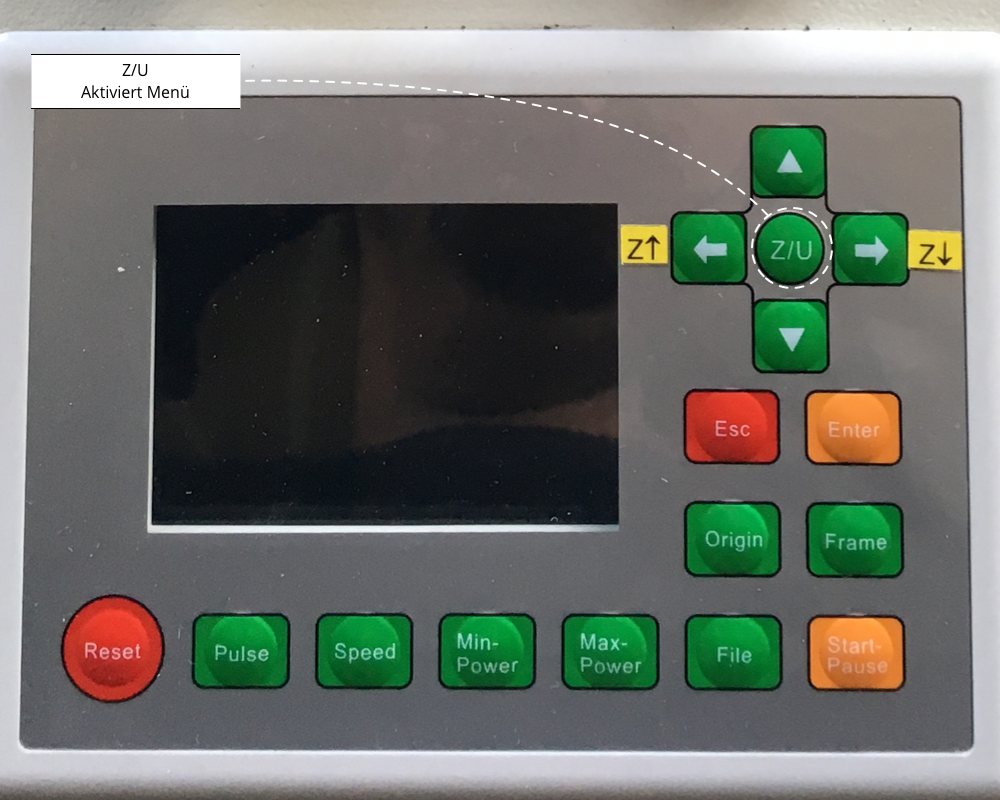 Z/U
Aktiviert Menü
Z↑
Z/U
Z↓
Esc
Enter
Origin
Frame
Reset
Pulse
Speed
Min-
Power
Max-
Power
File
Start-
Pause